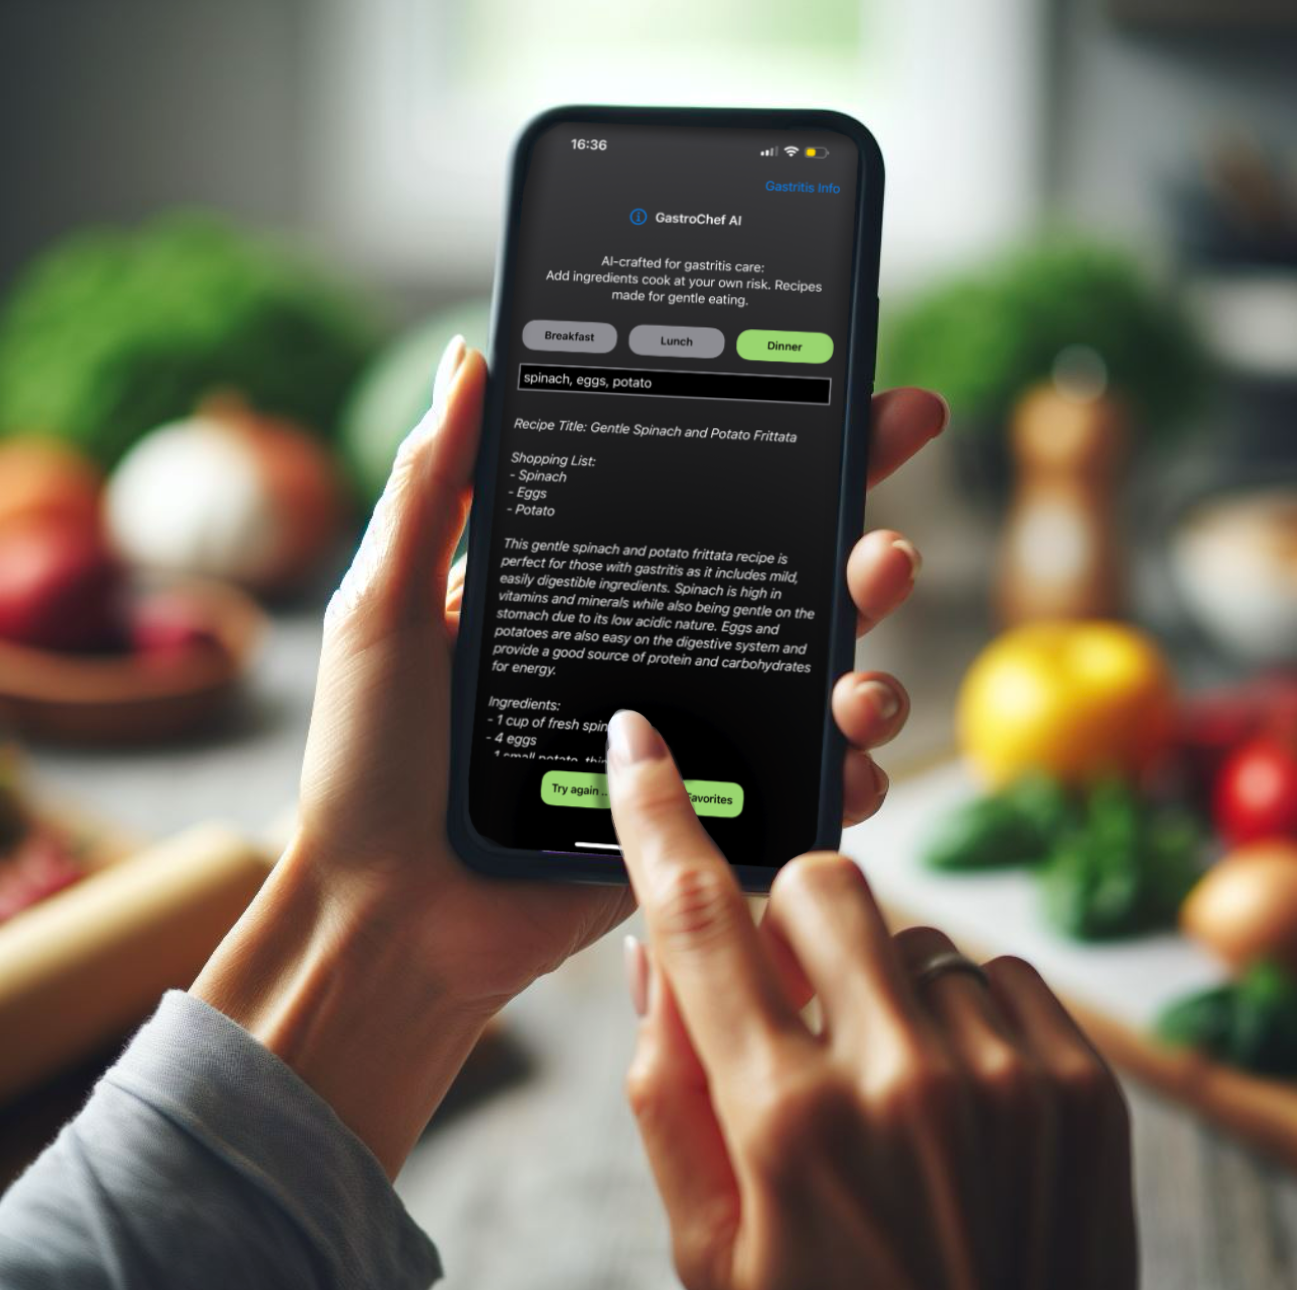 16:36
Gastritis Info
GastroChef AI
AI-crafted for gastritis care:
Add ingredients cook at your own risk. Recipes
made for gentle eating.
Breakfast Lunch Dinner
spinach, eggs, potato
Recipe Title: Gentle Spinach and Potato Frittata
Shopping List:
- Spinach
- Eggs
- Potato
This gentle spinach and potato frittata recipe is
perfect for those with gastritis as it includes mild,
easily digestible ingredients. Spinach is high in
vitamins and minerals while also being gentle on the
stomach due to its low acidic nature. Eggs and
potatoes are also easy on the digestive system and
provide a good source of protein and carbohydrates
for energy.
Ingredients:
- 1 cup of fresh spin
- 4 eggs
- 1 small potato, thin
Try again .. Favorites